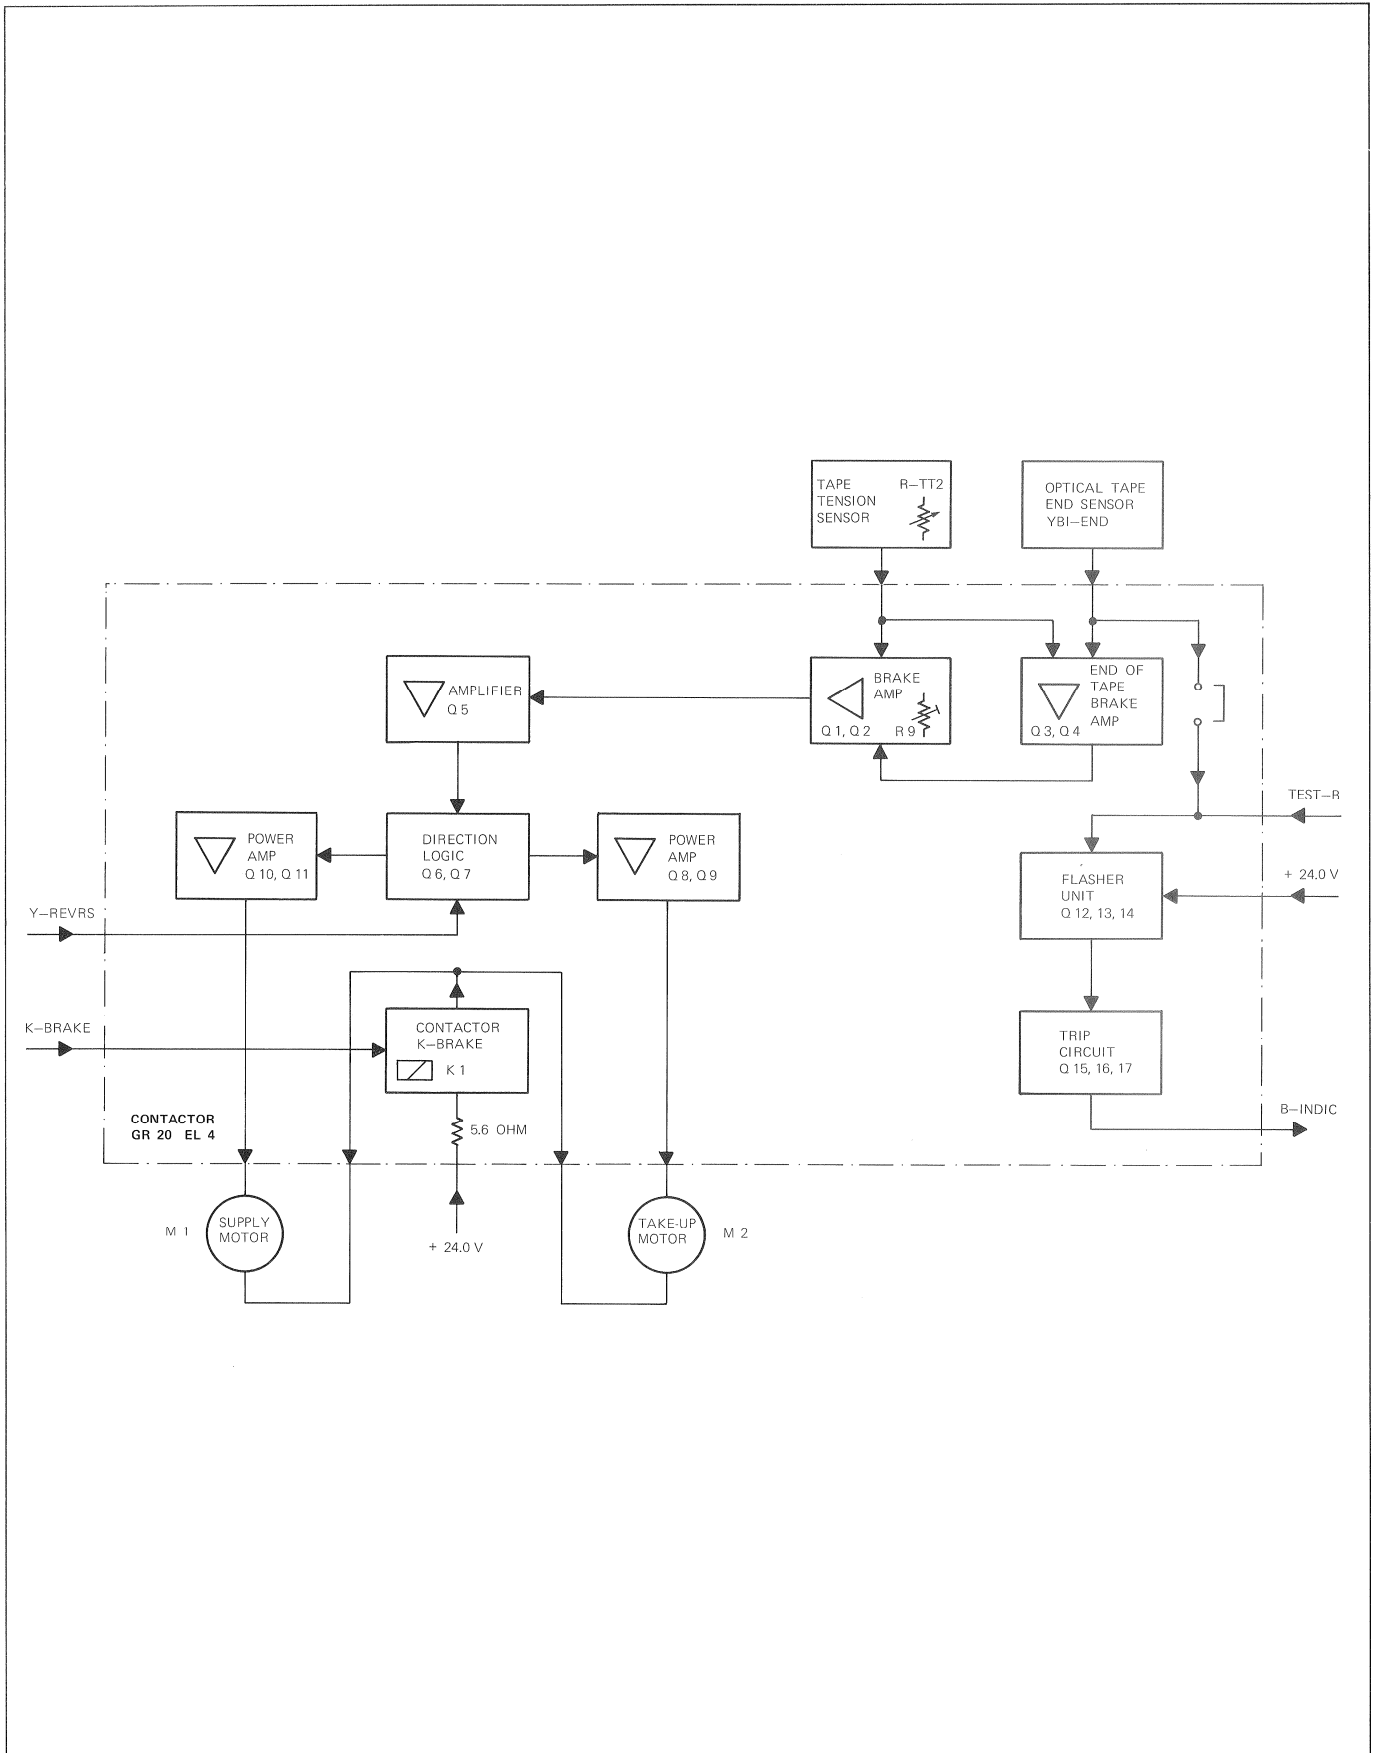 TAPE R–TT2
TENSION
SENSOR
OPTICAL TAPE
END SENSOR
YBI–END
AMPLIFIER
Q 5
BRAKE
AMP
Q 1, Q 2 R 9
END OF
TAPE
BRAKE
AMP
Q 3, Q 4
TEST–B
POWER
AMP
Q 10, Q 11
DIRECTION
LOGIC
Q 6, Q 7
POWER
AMP
Q 8, Q 9
FLASHER
UNIT
Q 12, 13, 14
+ 24.0 V
Y–REVRS
K–BRAKE
CONTACTOR
K–BRAKE
K 1
TRIP
CIRCUIT
Q 15, 16, 17
B–INDIC
CONTACTOR
GR 20 EL 4
5.6 OHM
M 1
SUPPLY
MOTOR
+ 24.0 V
TAKE-UP
MOTOR
M 2